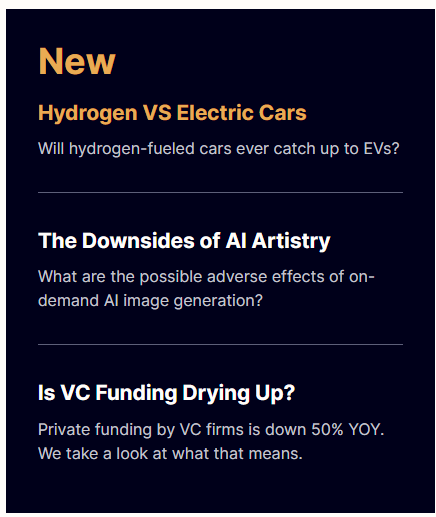 New
Hydrogen VS Electric Cars
Will hydrogen-fueled cars ever catch up to EVs?
The Downsides of AI Artistry
What are the possible adverse effects of on-
demand AI image generation?
Is VC Funding Drying Up?
Private funding by VC firms is down 50% YOY.
We take a look at what that means.